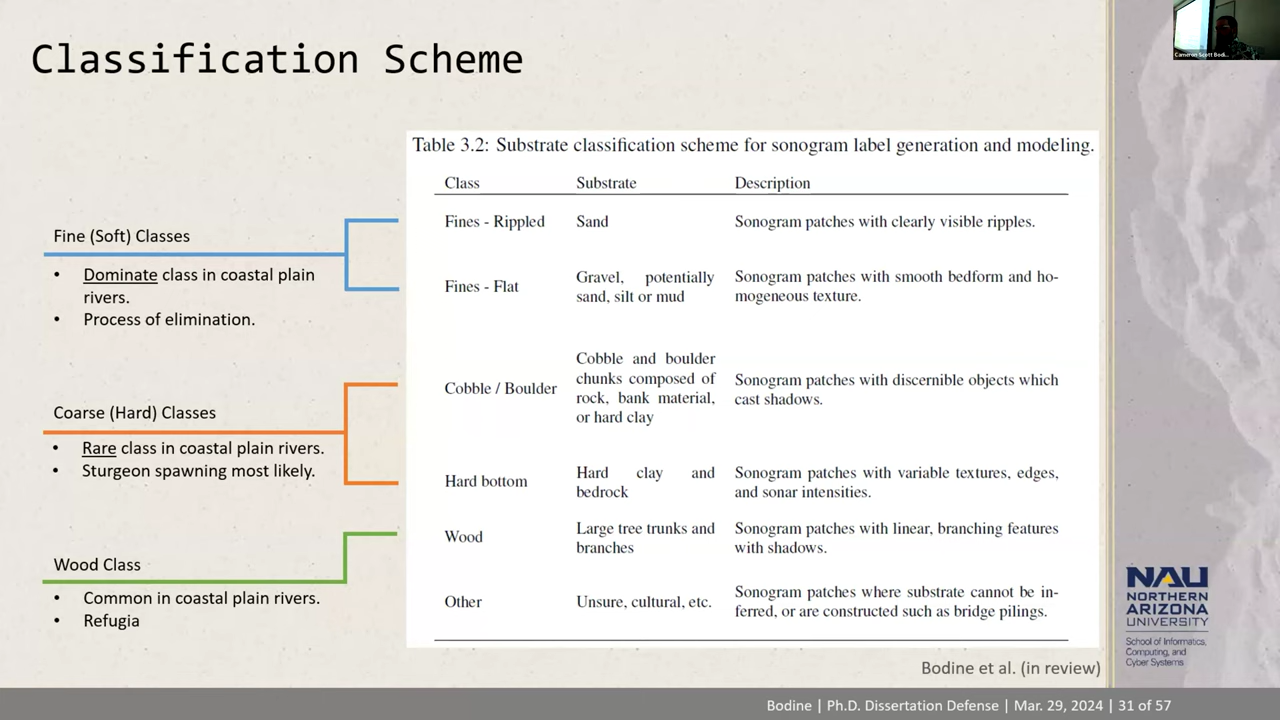 Classification Scheme
Cameron Scott Bodi...
Fine (Soft) Classes
• Dominate class in coastal plain
rivers.
• Process of elimination.
Coarse (Hard) Classes
• Rare class in coastal plain rivers.
• Sturgeon spawning most likely.
Wood Class
• Common in coastal plain rivers.
• Refugia
Table 3.2: Substrate classification scheme for sonogram label generation and modeling.
Class Substrate Description
Fines - Rippled Sand Sonogram patches with clearly visible ripples.
Fines - Flat Gravel, potentially
sand, silt or mud
Sonogram patches with smooth bedform and ho-
mogeneous texture.
Cobble / Boulder Cobble and boulder
chunks composed of
rock, bank material,
or hard clay
Sonogram patches with discernible objects which
cast shadows.
Hard bottom Hard clay and
bedrock
Sonogram patches with variable textures, edges,
and sonar intensities.
Wood Large tree trunks and
branches
Sonogram patches with linear, branching features
with shadows.
Other Unsure, cultural, etc. Sonogram patches where substrate cannot be in-
ferred, or are constructed such as bridge pilings.
Bodine et al. (in review)
NAU
NORTHERN
ARIZONA
UNIVERSITY
School of Informatics,
Computing, and
Cyber Systems
Bodine | Ph.D. Dissertation Defense | Mar. 29, 2024 | 31 of 57